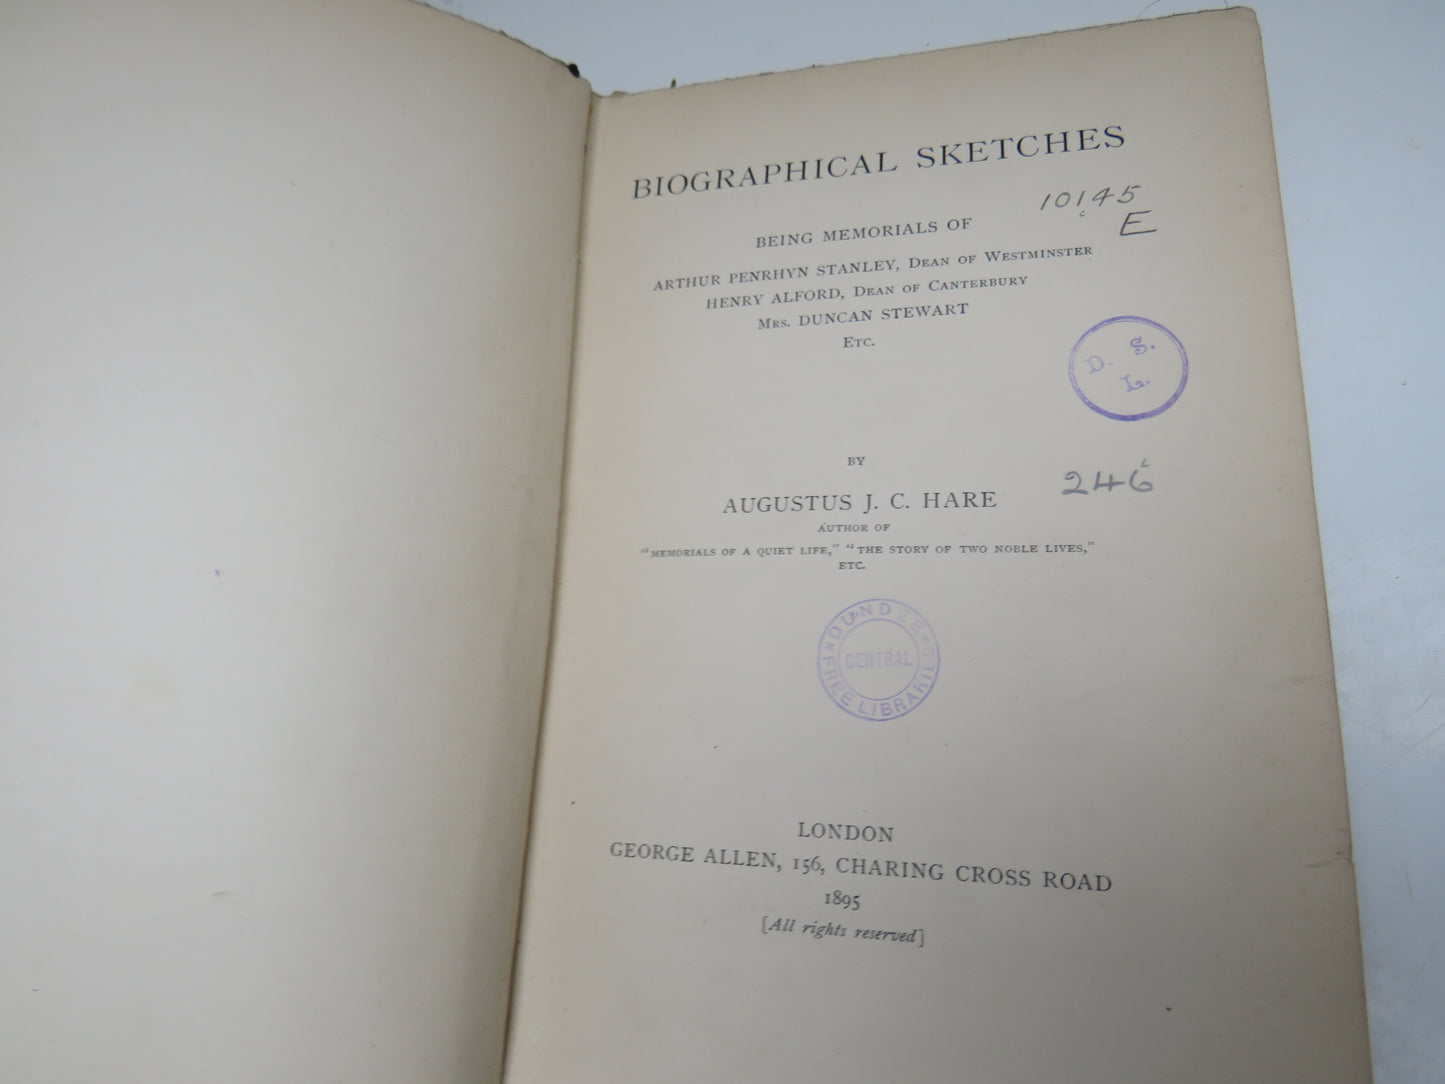 BIOGRAPHICAL SKETCHES
10145
E
BEING MEMORIALS OF
ARTHUR PENRHYN STANLEY, DEAN OF WESTMINSTER
HENRY ALFORD, DEAN OF CANTERBURY
MRS. DUNCAN STEWART
ETC.
D. S.
L.
BY
AUGUSTUS J. C. HARE
246
AUTHOR OF
"MEMORIALS OF A QUIET LIFE," "THE STORY OF TWO NOBLE LIVES,"
ETC.
DUNDEE
CENTRAL
FREE LIBRARIES
LONDON
GEORGE ALLEN, 156, CHARING CROSS ROAD
1895
[All rights reserved]